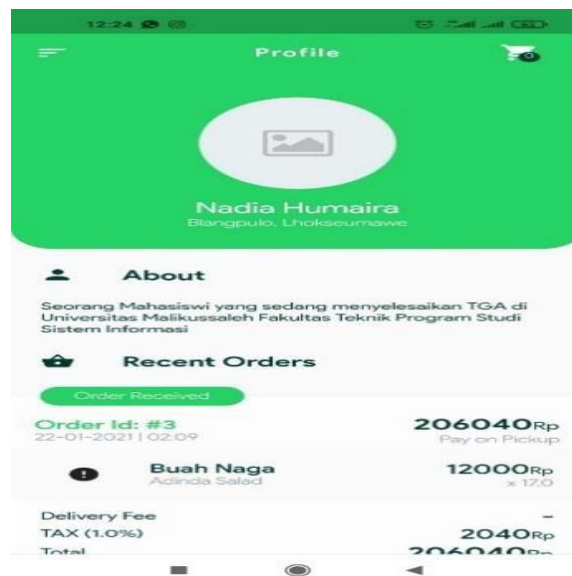 12:24
Profile
0
Nadia Humaira
Blangpulo, Lhokseumawe
About
Seorang Mahasiswi yang sedang menyelesaikan TGA di
Universitas Malikussaleh Fakultas Teknik Program Studi
Sistem Informasi
Recent Orders
Order Received
Order Id: #3 206040Rp
22-01-2021 | 02:09 Pay on Pickup
Buah Naga 12000Rp
Adinda Salad x 17.0
Delivery Fee -
TAX (1.0%) 2040Rp
Total 206040Rp